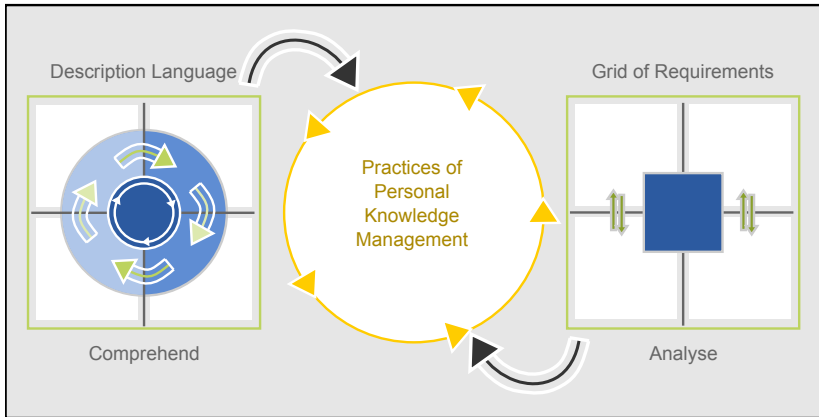 Description Language
Grid of Requirements
Practices of
Personal
Knowledge
Management
Comprehend
Analyse